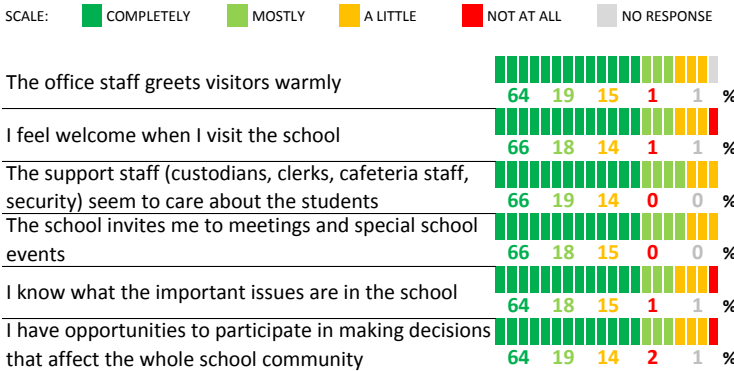 SCALE: COMPLETELY MOSTLY A LITTLE NOT AT ALL NO RESPONSE
The office staff greets visitors warmly
64 19 15 1 1 %
I feel welcome when I visit the school
66 18 14 1 1 %
The support staff (custodians, clerks, cafeteria staff,
security) seem to care about the students
66 19 14 0 0 %
The school invites me to meetings and special school
events
66 18 15 0 0 %
I know what the important issues are in the school
64 18 15 1 1 %
I have opportunities to participate in making decisions
that affect the whole school community
64 19 14 2 1 %